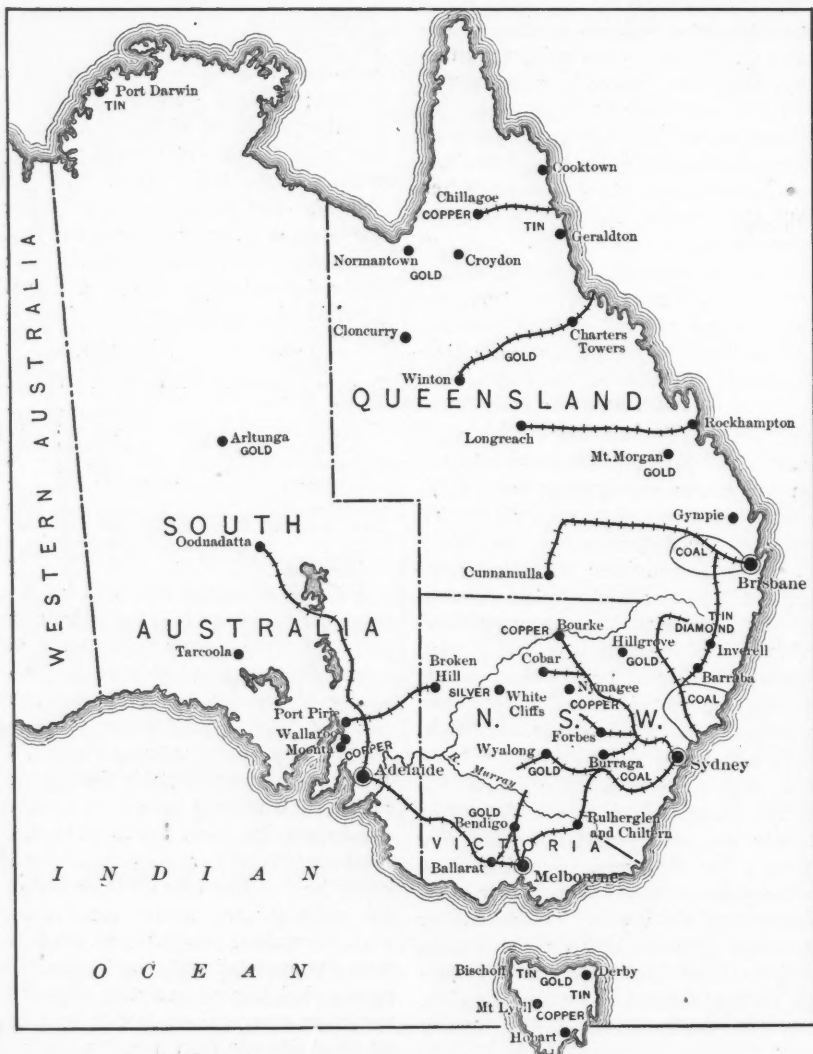 Port Darwin
TIN
Cooktown
Chillagoe
COPPER
TIN
Geraldton
Normantown
GOLD
Croydon
Cloncurry
Charters
Towers
GOLD
Winton
QUEENSLAND
WESTERN AUSTRALIA
Longreach
Rockhampton
Arltunga
GOLD
Mt. Morgan
GOLD
SOUTH
Gympie
Oodnadatta
COAL
Cunnamulla
Brisbane
AUSTRALIA
COPPER
Bourke
TIN
DIAMOND
Tarcoola
Hillgrove
GOLD
Inverell
Broken
Hill
Cobar
Barraba
SILVER
White
Cliffs
Nymagee
COPPER
COAL
Port Pirie
N. S. W.
Wallaroo
Forbes
Moonta
COPPER
Wyalong
GOLD
Burraga
COAL
Sydney
Adelaide
R. Murray
GOLD
Bendigo
Rulherglen
and Chiltern
VICTORIA
Ballarat
Melbourne
INDIAN
OCEAN
Bischoff
TIN
GOLD
Derby
TIN
Mt Lyell
COPPER
Hobart